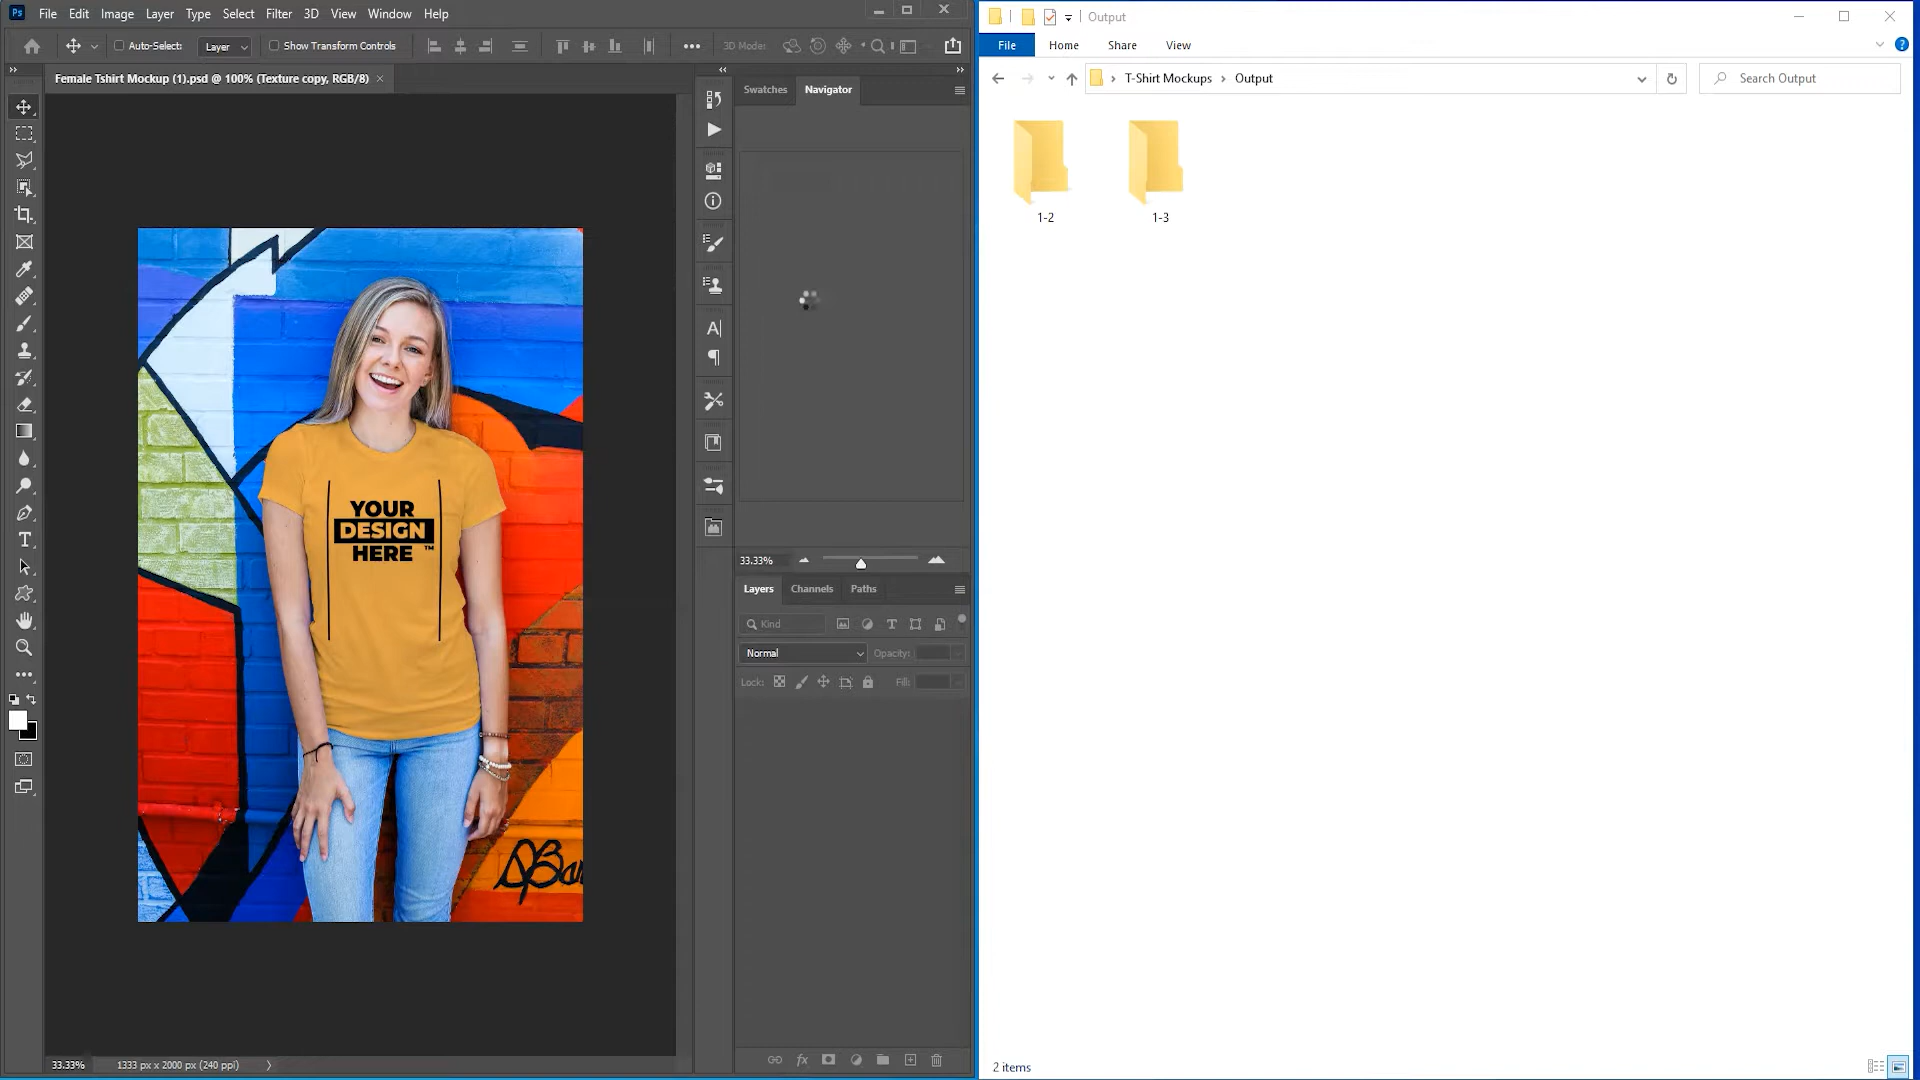 Ps File Edit Image Layer Type Select Filter 3D View Window Help
Auto-Select: Layer Show Transform Controls 3D Mode:
Female Tshirt Mockup (1).psd @ 100% (Texture copy, RGB/8) ×
YOUR
DESIGN
HERE ™
33.33% 1333 px x 2000 px (240 ppi)
Swatches Navigator
33.33%
Layers Channels Paths
Kind
Normal Opacity:
Lock: Fill:
fx
Output
File Home Share View
T-Shirt Mockups > Output
Search Output
1-2 1-3
2 items